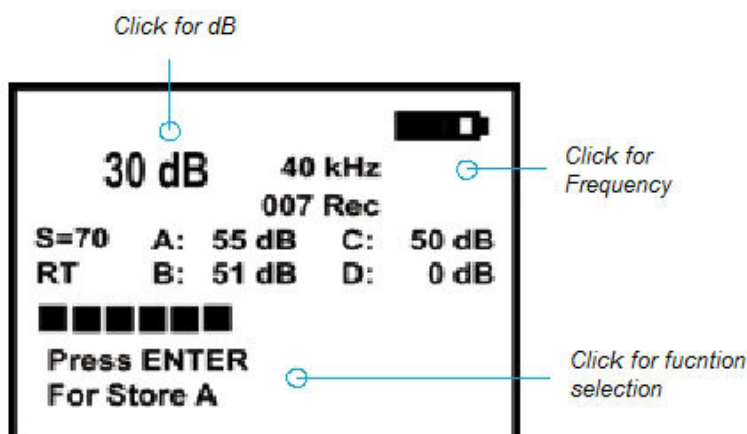 Click for dB
30 dB
40 kHz
Click for
Frequency
007 Rec
S=70 A: 55 dB C: 50 dB
RT B: 51 dB D: 0 dB
Press ENTER
For Store A
Click for fucntion
selection